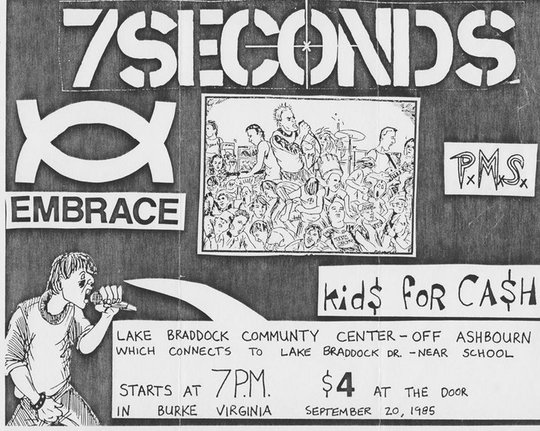 7SECONDS
EMBRACE
P.M.S.
KiD$ FoR CA$H
LAKE BRADDOCK COMMUNTY CENTER - OFF ASHBOURN
WHICH CONNECTS TO LAKE BRADDOCK DR. - NEAR SCHOOL
STARTS AT 7P.M. $4 AT THE DOOR
IN BURKE VIRGINIA SEPTEMBER 20, 1985